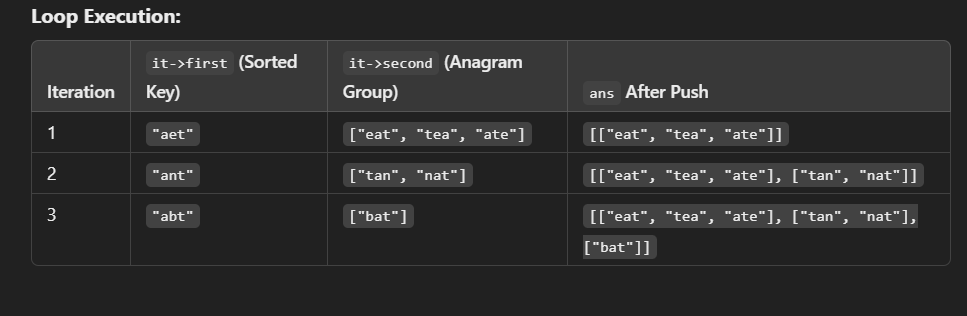 Loop Execution:
Iteration it->first (Sorted Key) it->second (Anagram Group) ans After Push
1 "aet" ["eat", "tea", "ate"] [["eat", "tea", "ate"]]
2 "ant" ["tan", "nat"] [["eat", "tea", "ate"], ["tan", "nat"]]
3 "abt" ["bat"] [["eat", "tea", "ate"], ["tan", "nat"],
["bat"]]